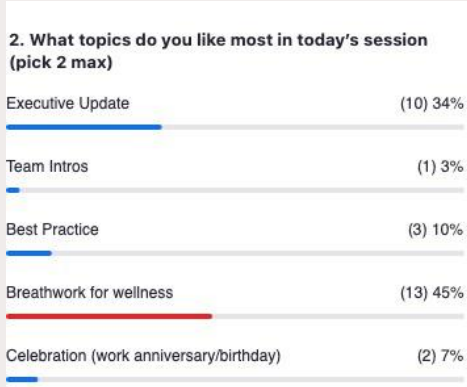 2. What topics do you like most in today's session
(pick 2 max)
Executive Update (10) 34%
Team Intros (1) 3%
Best Practice (3) 10%
Breathwork for wellness (13) 45%
Celebration (work anniversary/birthday) (2) 7%